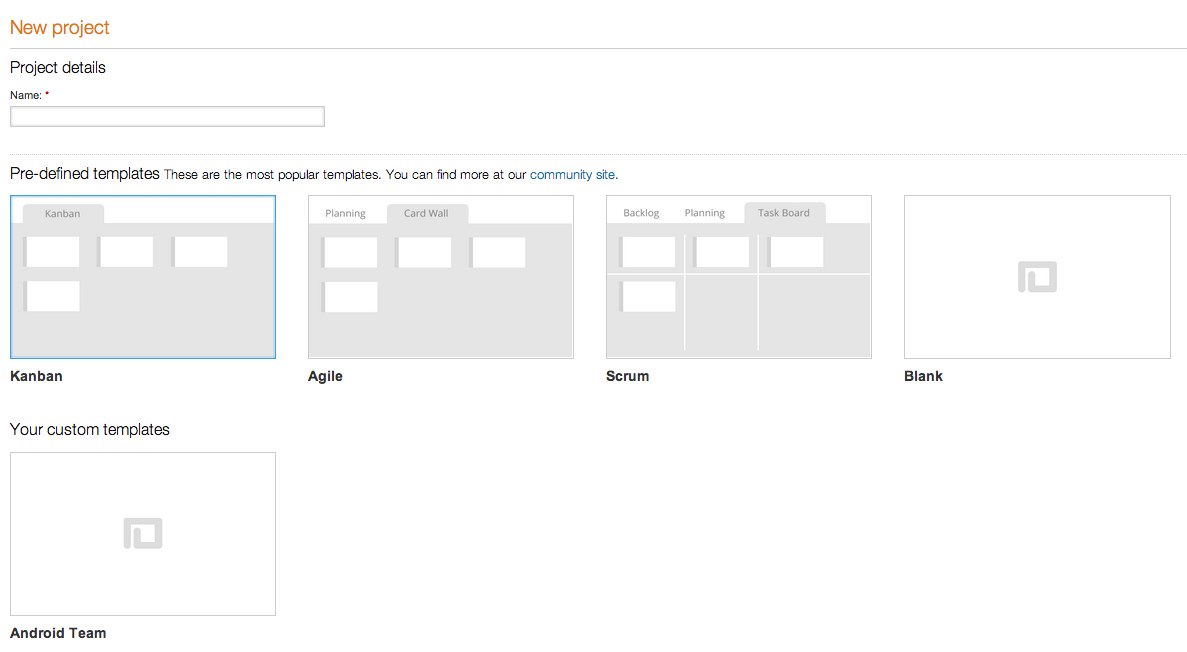 New project
Project details
Name: *
Pre-defined templates These are the most popular templates. You can find more at our community site.
Kanban
Planning Card Wall
Backlog Planning Task Board
Kanban
Agile
Scrum
Blank
Your custom templates
Android Team